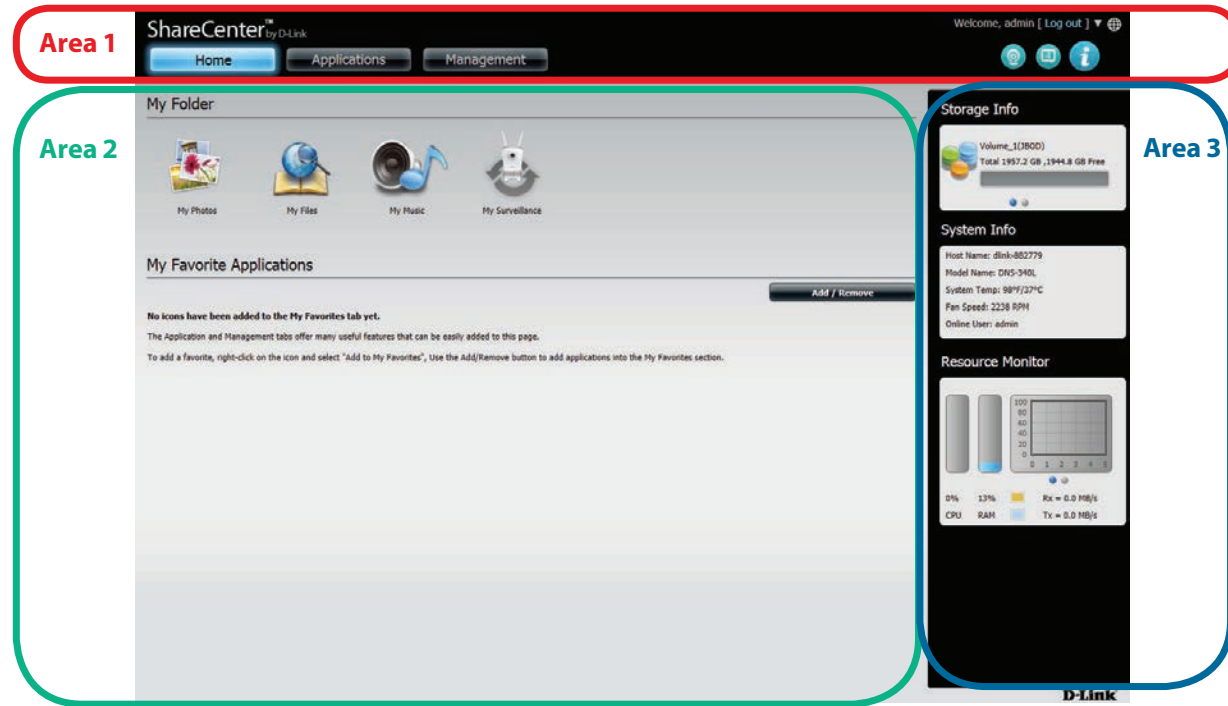 Area 1
ShareCenter™ by D-Link
Welcome, admin [ Log out ]
Home Applications Management
Area 2
My Folder
My Photos My Files My Music My Surveillance
My Favorite Applications
Add / Remove
No icons have been added to the My Favorites tab yet.
The Application and Management tabs offer many useful features that can be easily added to this page.
To add a favorite, right-click on the icon and select "Add to My Favorites", Use the Add/Remove button to add applications into the My Favorites section.
Area 3
Storage Info
Volume_1(JBOD)
Total 1957.2 GB ,1944.8 GB Free
System Info
Host Name: dlink-882779
Model Name: DNS-340L
System Temp: 98°F/37°C
Fan Speed: 2238 RPM
Online User: admin
Resource Monitor
100
80
60
40
20
0
0 1 2 3 4 5
0% 13% Rx = 0.0 MB/s
CPU RAM Tx = 0.0 MB/s
D-Link